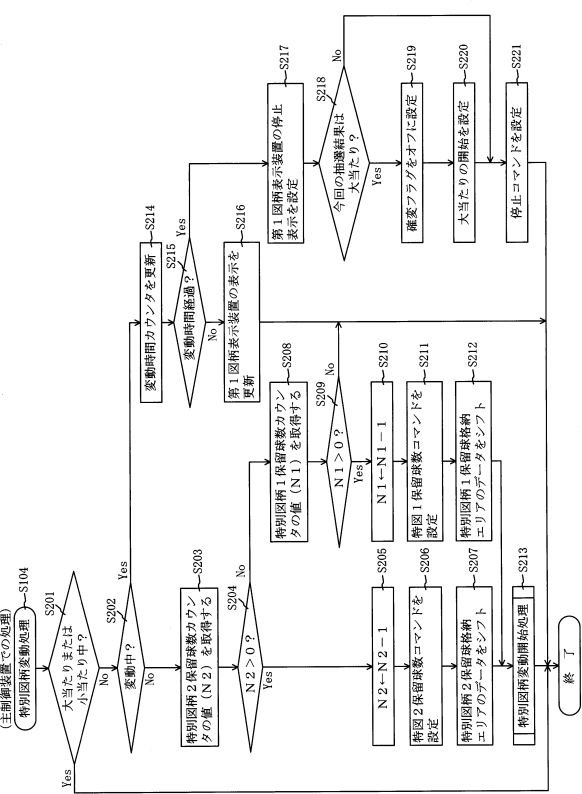 (主制御装置での処理)
特別図柄変動処理
S104
S201
大当たりまたは
小当たり中?
Yes
No
S202
変動中?
Yes
No
S203
特別図柄2保留球数カウン
タの値(N2)を取得する
S204
N2>0?
No
Yes
S205
N2←N2-1
S206
特図2保留球数コマンドを
設定
S207
特別図柄2保留球格納
エリアのデータをシフト
S208
特別図柄1保留球数カウン
タの値(N1)を取得する
S209
N1>0?
No
Yes
S210
N1←N1-1
S211
特図1保留球数コマンドを
設定
S212
特別図柄1保留球格納
エリアのデータをシフト
S213
特別図柄変動開始処理
S214
変動時間カウンタを更新
S215
変動時間経過?
Yes
No
S216
第1図柄表示装置の表示を
更新
S217
第1図柄表示装置の停止
表示を設定
S218
今回の抽選結果は
大当たり?
No
Yes
S219
確変フラグをオフに設定
S220
大当たりの開始を設定
S221
停止コマンドを設定
終了